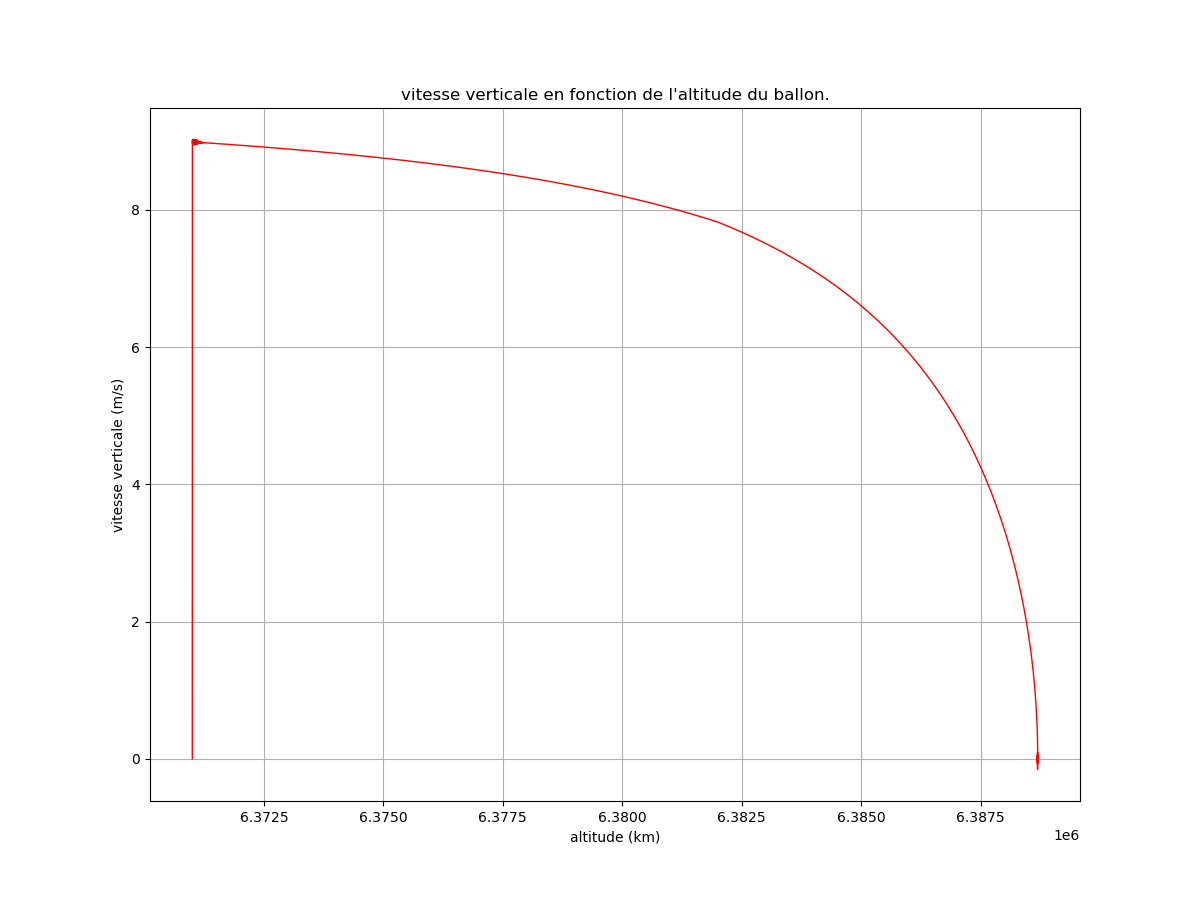 vitesse verticale en fonction de l'altitude du ballon.
vitesse verticale (m/s)
8
6
4
2
0
6.3725 6.3750 6.3775 6.3800 6.3825 6.3850 6.3875
1e6
altitude (km)